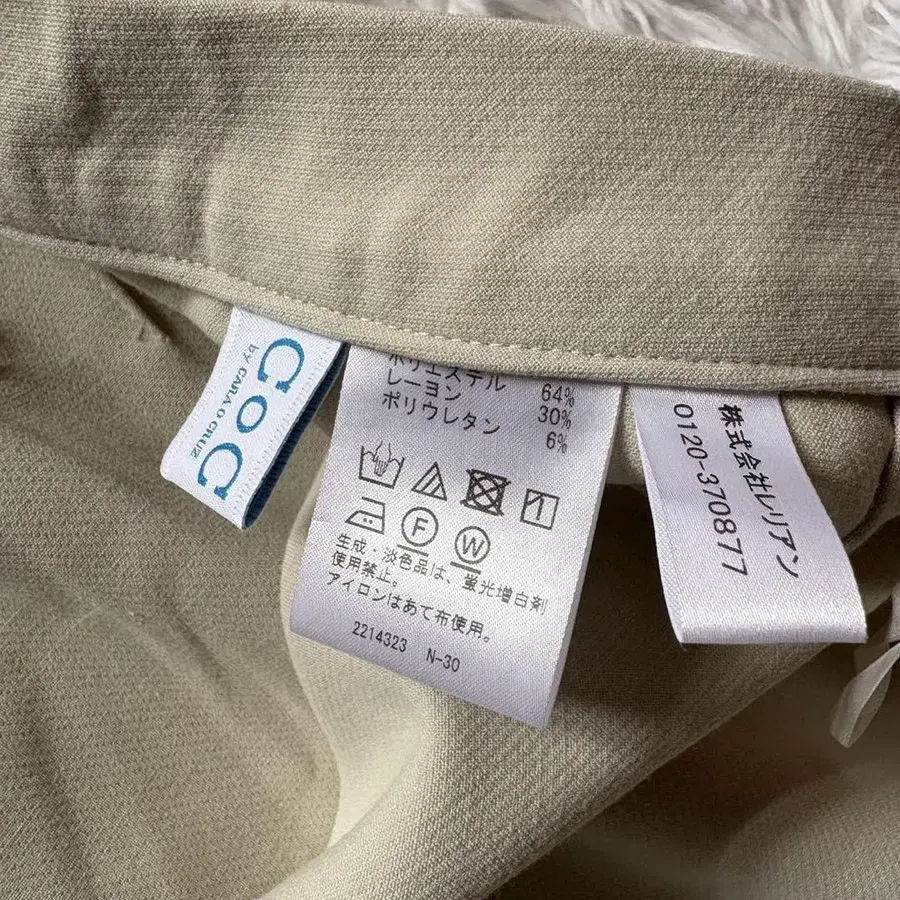 CoC
by CARA O CRUZ
ポリエステル 64%
レーヨン 30%
ポリウレタン 6%
F
W
生成・淡色品は、蛍光増白剤
使用禁止。
アイロンはあて布使用。
2214323 N-30
株式会社レリアン
0120-370877